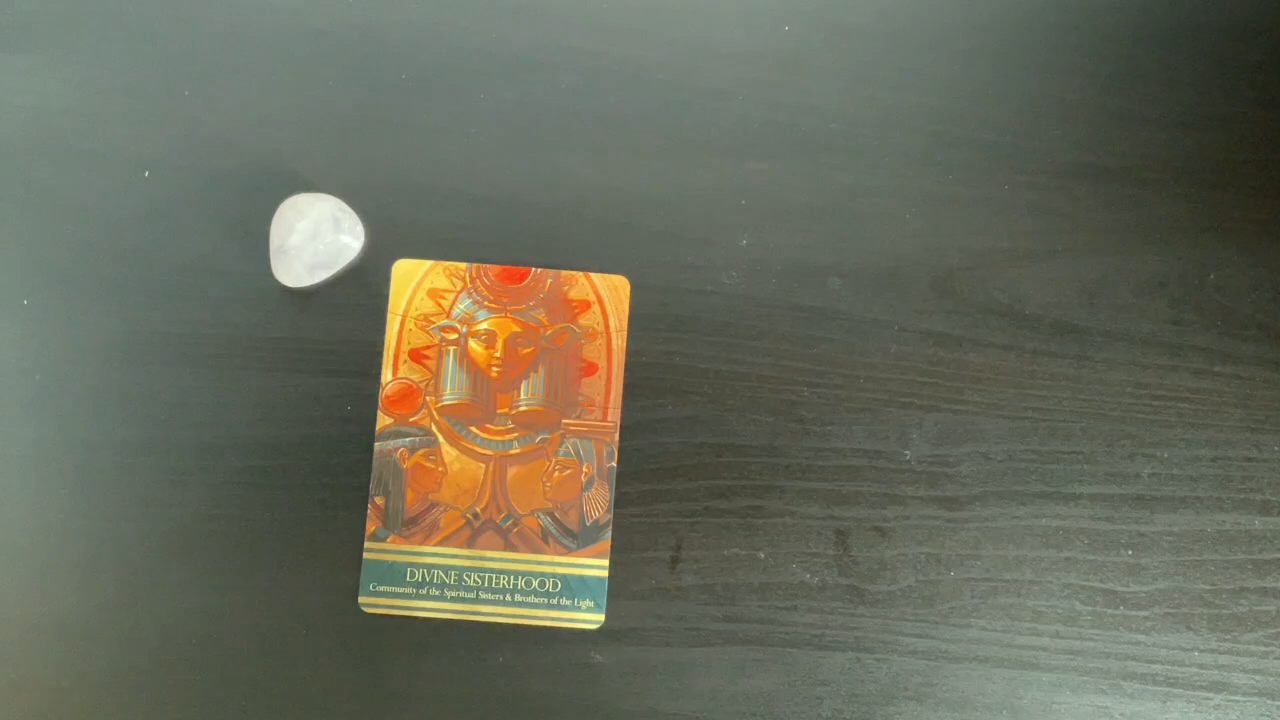 DIVINE SISTERHOOD
Community of the Spiritual Sisters & Brothers of the Light